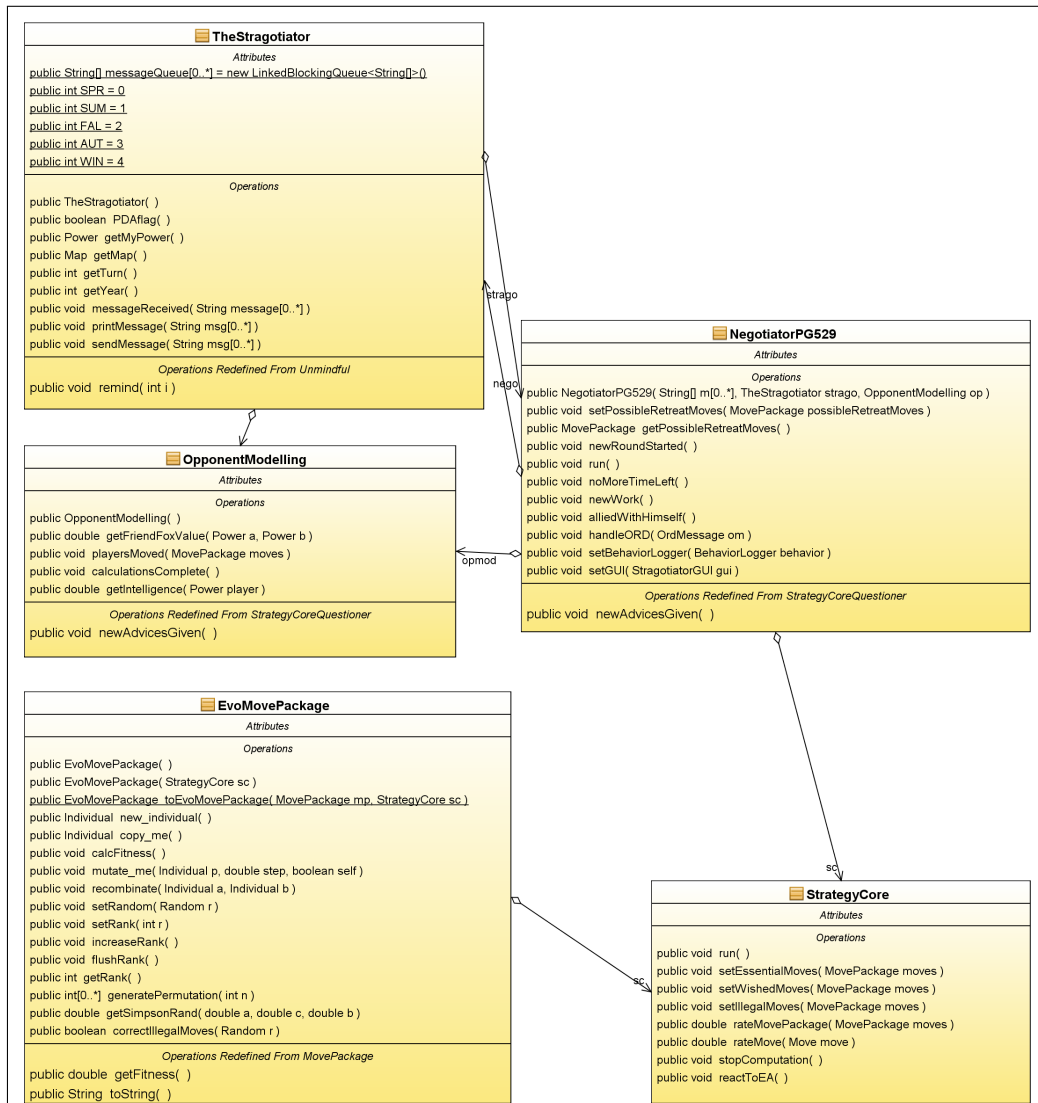 TheStragotiator
Attributes
public String[] messageQueue[0..*] = new LinkedBlockingQueue<String[]>()
public int SPR = 0
public int SUM = 1
public int FAL = 2
public int AUT = 3
public int WIN = 4
Operations
public TheStragotiator( )
public boolean PDAflag( )
public Power getMyPower( )
public Map getMap( )
public int getTurn( )
public int getYear( )
public void messageReceived( String message[0..*] )
public void printMessage( String msg[0..*] )
public void sendMessage( String msg[0..*] )
Operations Redefined From Unmindful
public void remind( int i )
strago
nego
NegotiatorPG529
Attributes
Operations
public NegotiatorPG529( String[] m[0..*], TheStragotiator strago, OpponentModelling op )
public void setPossibleRetreatMoves( MovePackage possibleRetreatMoves )
public MovePackage getPossibleRetreatMoves( )
public void newRoundStarted( )
public void run( )
public void noMoreTimeLeft( )
public void newWork( )
public void alliedWithHimself( )
public void handleORD( OrdMessage om )
public void setBehaviorLogger( BehaviorLogger behavior )
public void setGUI( StragotiatorGUI gui )
Operations Redefined From StrategyCoreQuestioner
public void newAdvicesGiven( )
OpponentModelling
Attributes
Operations
public OpponentModelling( )
public double getFriendFoxValue( Power a, Power b )
public void playersMoved( MovePackage moves )
public void calculationsComplete( )
public double getIntelligence( Power player )
Operations Redefined From StrategyCoreQuestioner
public void newAdvicesGiven( )
opmod
EvoMovePackage
Attributes
Operations
public EvoMovePackage( )
public EvoMovePackage( StrategyCore sc )
public EvoMovePackage toEvoMovePackage( MovePackage mp, StrategyCore sc )
public Individual new_individual( )
public Individual copy_me( )
public void calcFitness( )
public void mutate_me( Individual p, double step, boolean self )
public void recombinate( Individual a, Individual b )
public void setRandom( Random r )
public void setRank( int r )
public void increaseRank( )
public void flushRank( )
public int getRank( )
public int[0..*] generatePermutation( int n )
public double getSimpsonRand( double a, double c, double b )
public boolean correctIllegalMoves( Random r )
Operations Redefined From MovePackage
public double getFitness( )
public String toString( )
sc
sc
StrategyCore
Attributes
Operations
public void run( )
public void setEssentialMoves( MovePackage moves )
public void setWishedMoves( MovePackage moves )
public void setIllegalMoves( MovePackage moves )
public double rateMovePackage( MovePackage moves )
public double rateMove( Move move )
public void stopComputation( )
public void reactToEA( )